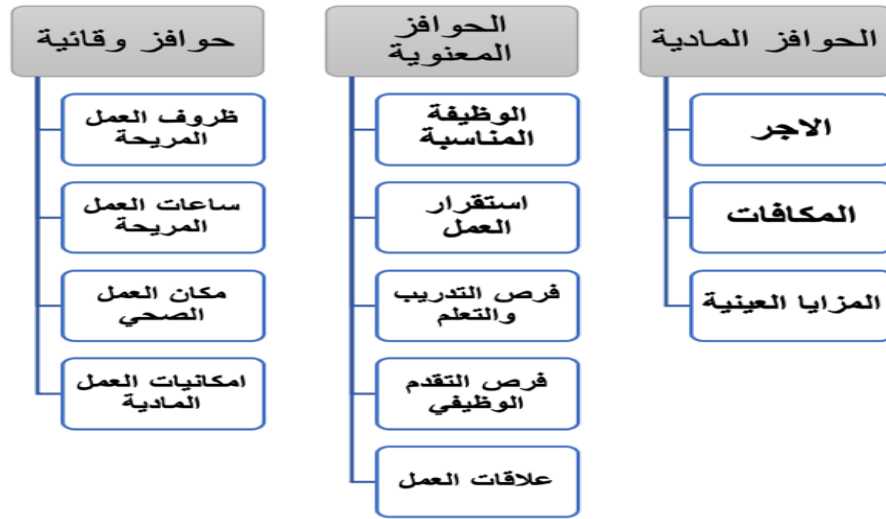 الحوافز المادية
الاجر
المكافات
المزايا العينية
الحوافز
المعنوية
الوظيفة
المناسبة
استقرار
العمل
فرص التدريب
والتعلم
فرص التقدم
الوظيفي
علاقات العمل
حوافز وقائية
ظروف العمل
المريحة
ساعات العمل
المريحة
مكان العمل
الصحي
امكانيات العمل
المادية